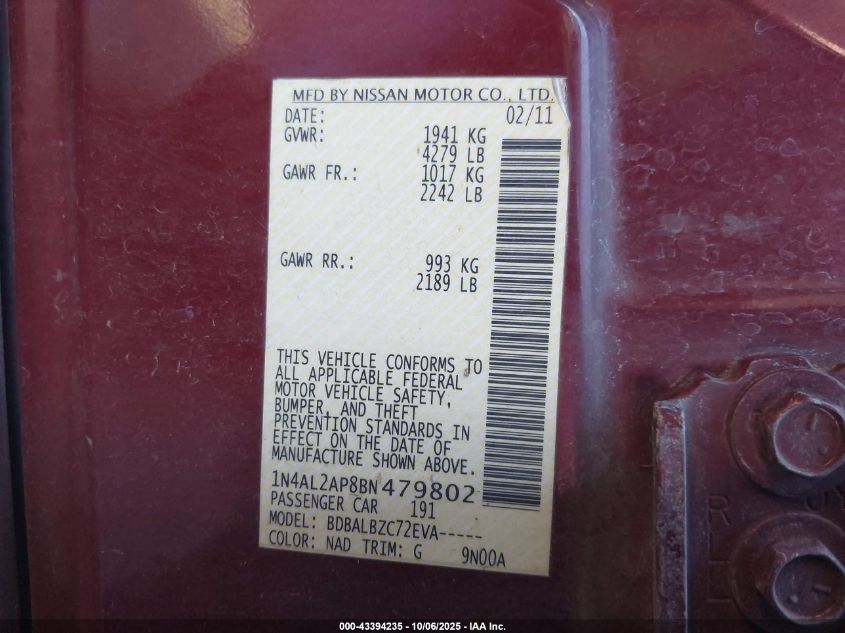 MFD BY NISSAN MOTOR CO., LTD.
DATE: 02/11
GVWR: 1941 KG
4279 LB
GAWR FR.: 1017 KG
2242 LB
GAWR RR.: 993 KG
2189 LB
THIS VEHICLE CONFORMS TO
ALL APPLICABLE FEDERAL
MOTOR VEHICLE SAFETY,
BUMPER, AND THEFT
PREVENTION STANDARDS IN
EFFECT ON THE DATE OF
MANUFACTURE SHOWN ABOVE.
1N4AL2AP8BN479802
PASSENGER CAR 191
MODEL: BDBALBZC72EVA-----
COLOR: NAD TRIM: G 9N00A
000-43394235 - 10/06/2025 - IAA Inc.